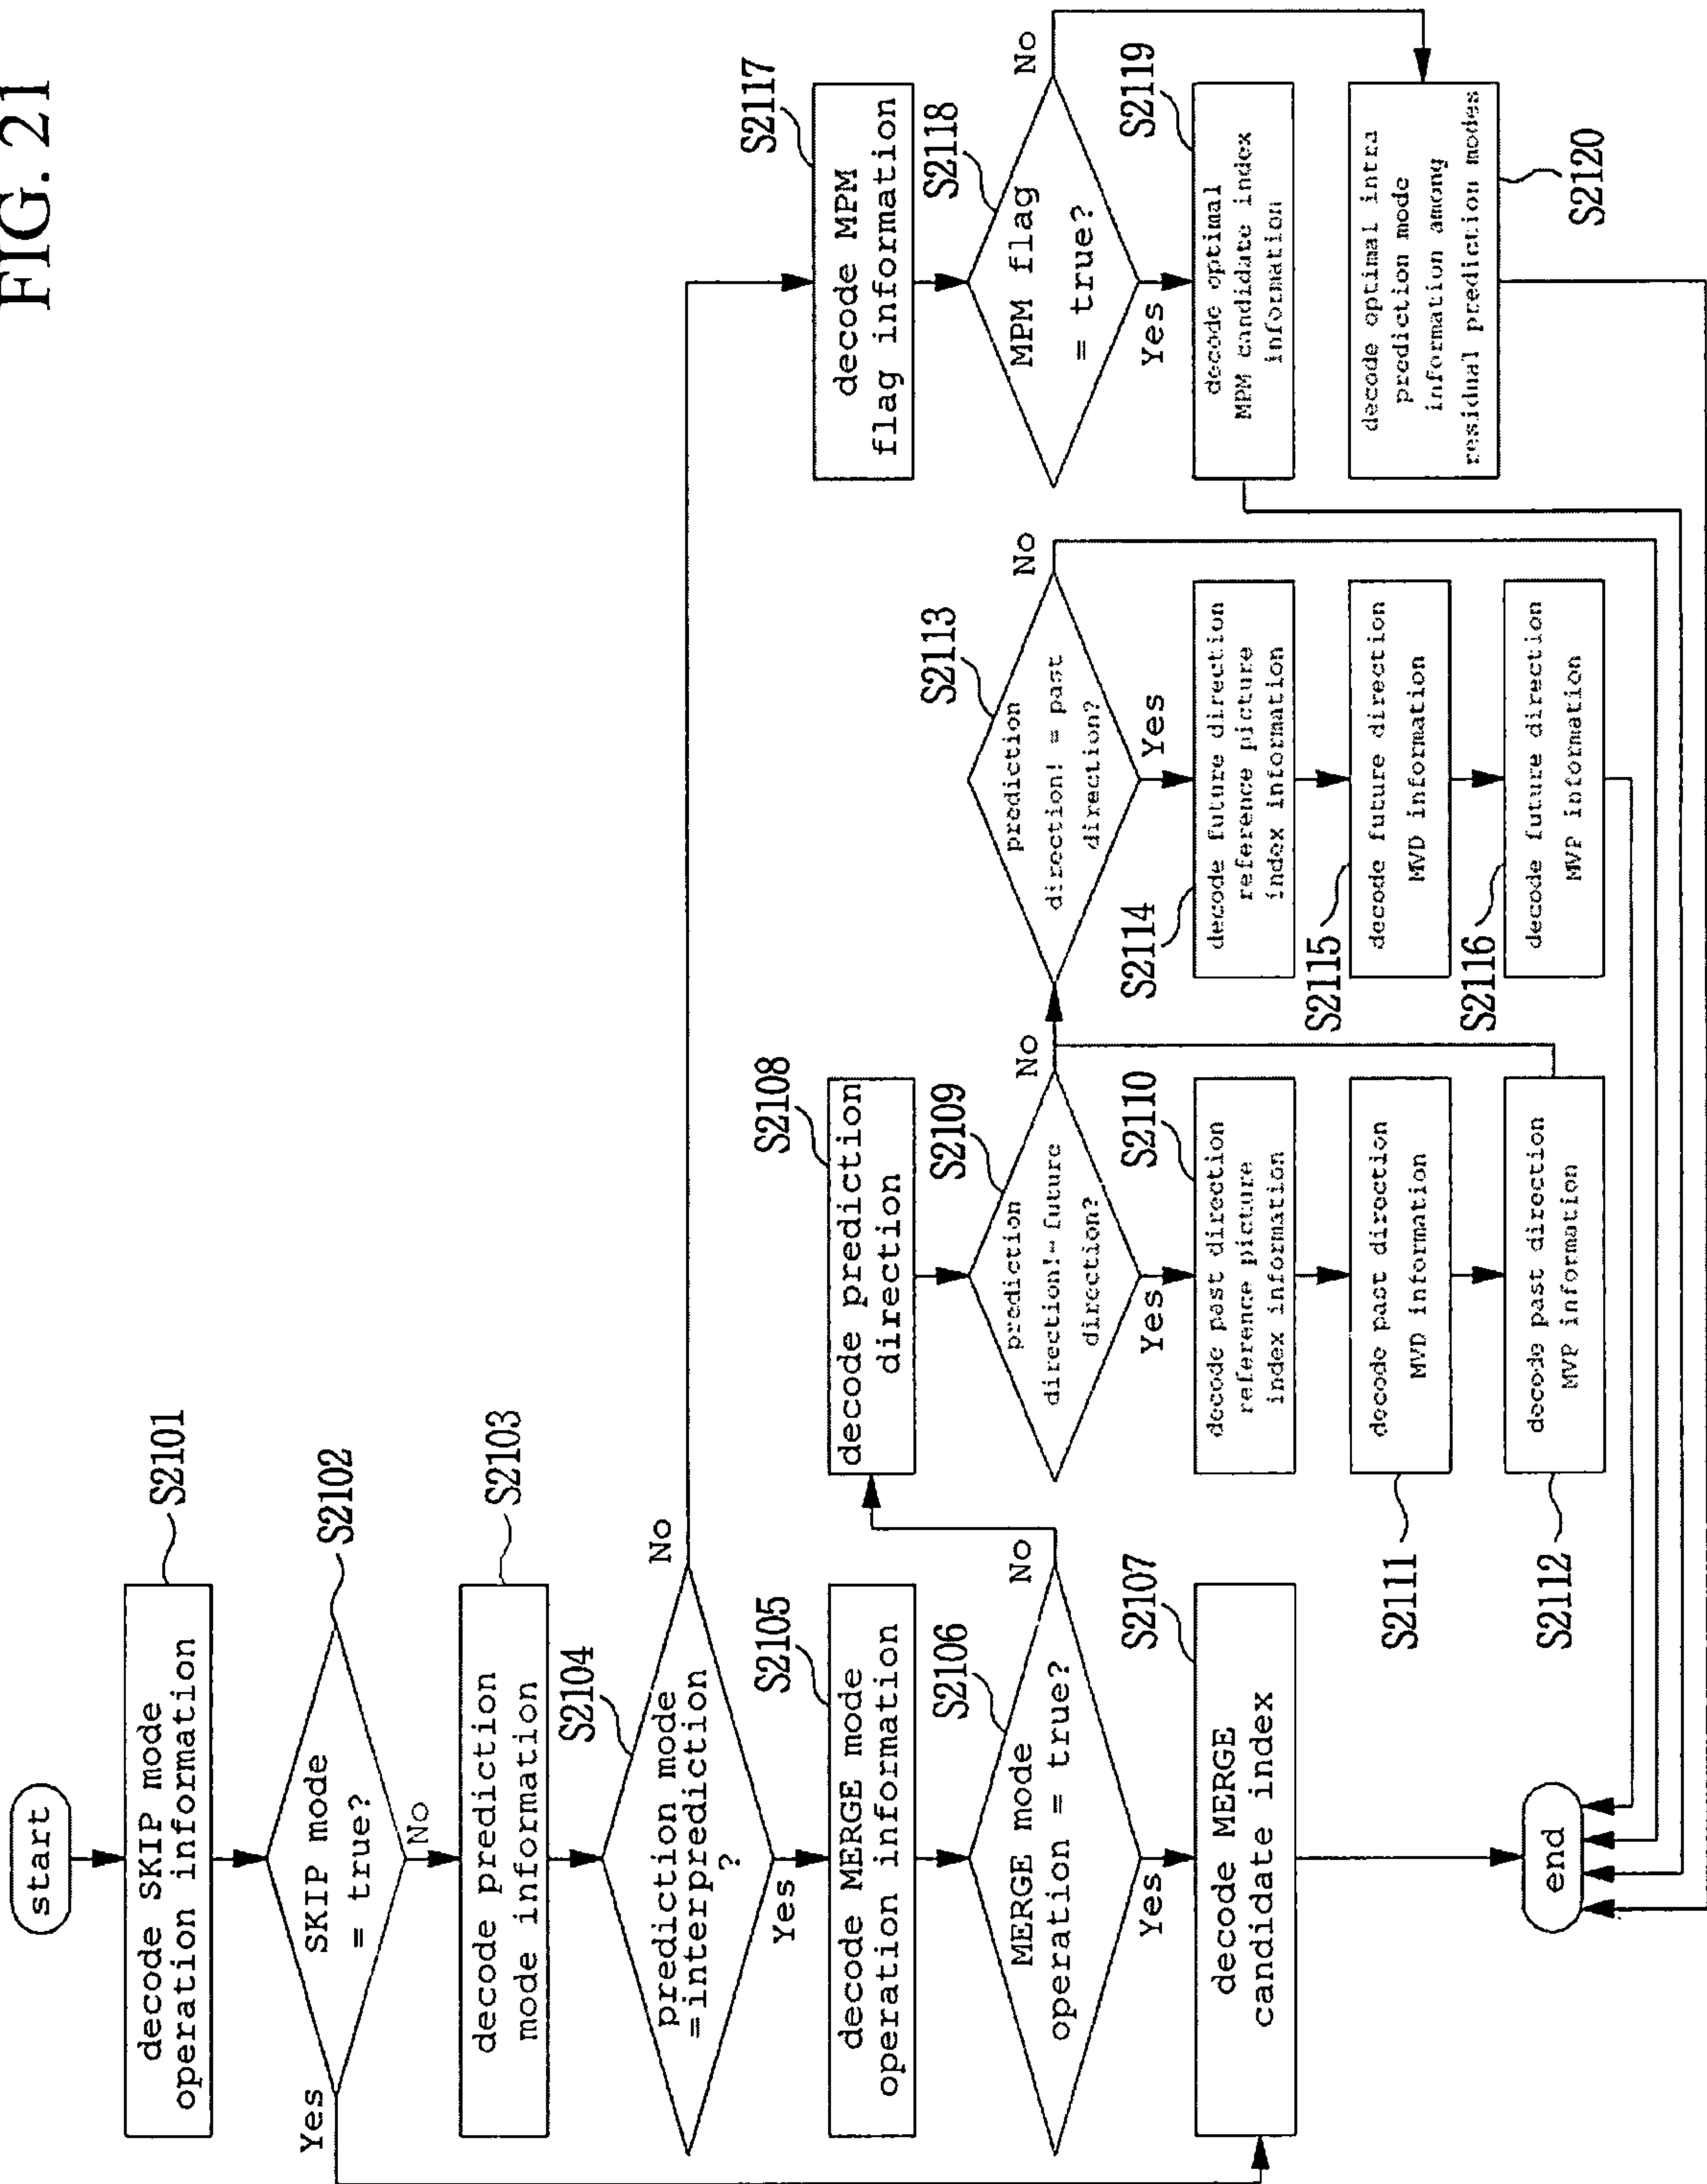 FIG. 21
start
decode SKIP mode
operation information
S2101
SKIP mode
= true?
S2102
Yes
No
decode prediction
mode information
S2103
prediction mode
=interprediction
?
S2104
No
Yes
decode MERGE mode
operation information
S2105
MERGE mode
operation = true?
S2106
No
Yes
decode MERGE
candidate index
S2107
end
decode prediction
direction
S2108
prediction
direction!= future
direction?
S2109
No
Yes
decode past direction
reference picture
index information
S2110
decode past direction
MVD information
S2111
decode past direction
MVP information
S2112
prediction
direction! = past
direction?
S2113
No
Yes
decode future direction
reference picture
index information
S2114
decode future direction
MVD information
S2115
decode future direction
MVP information
S2116
decode MPM
flag information
S2117
MPM flag
= true?
S2118
No
Yes
decode optimal
MPM candidate index
information
S2119
decode optimal intra
prediction mode
information among
residual prediction modes
S2120